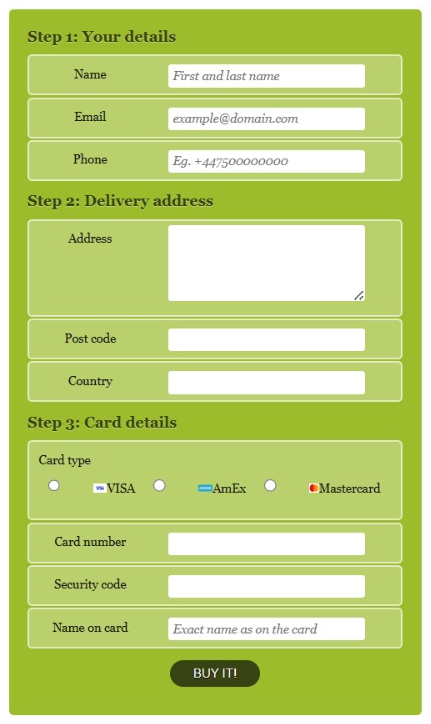 Step 1: Your details
Name First and last name
Email example@domain.com
Phone Eg. +447500000000
Step 2: Delivery address
Address
Post code
Country
Step 3: Card details
Card type
VISA VISA AmEx Mastercard
Card number
Security code
Name on card Exact name as on the card
BUY IT!